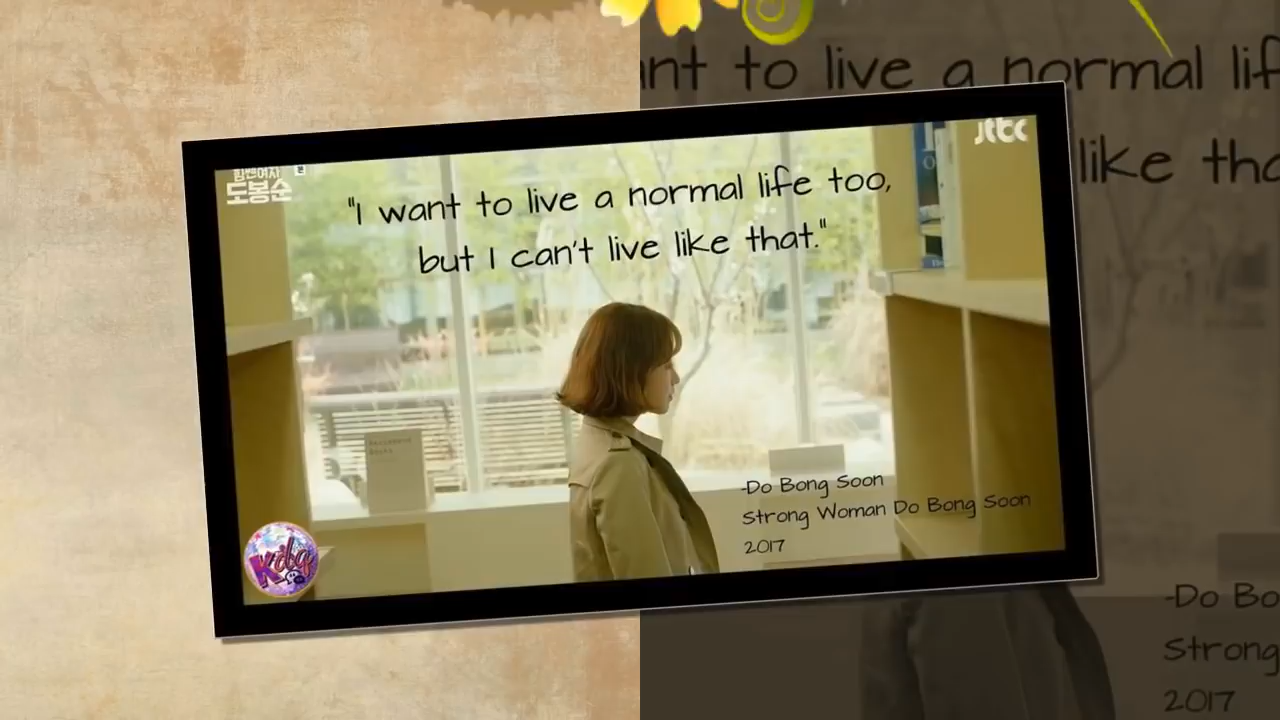 ant to live a normal lif
like tha
jtbc
힘쎈여자
도봉순
"I want to live a normal life too,
but I can't live like that."
-Do Bong Soon
Strong Woman Do Bong Soon
2017
Kdlq
-Do Bo
Strong
2017